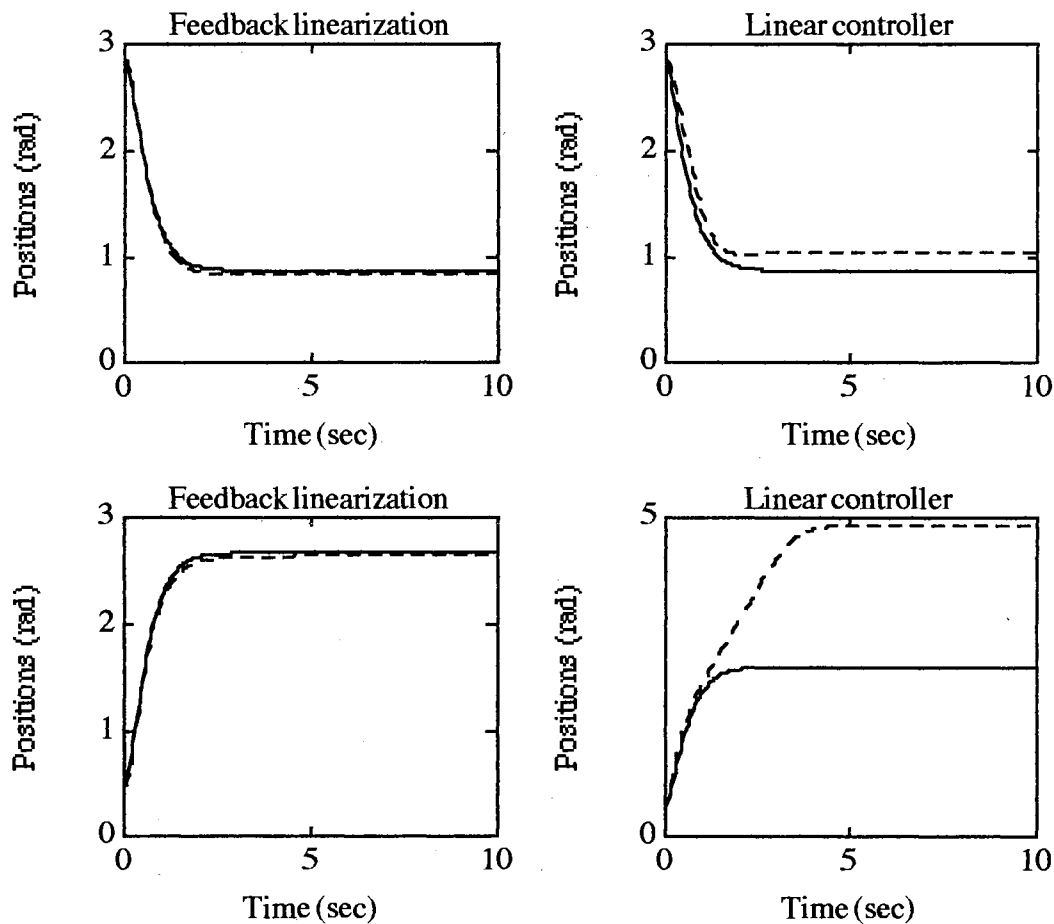 Feedback linearization
3
2
1
0
Positions (rad)
0 5 10
Time (sec)
Linear controller
3
2
1
0
Positions (rad)
0 5 10
Time (sec)
Feedback linearization
3
2
1
0
Positions (rad)
0 5 10
Time (sec)
Linear controller
5
0
Positions (rad)
0 5 10
Time (sec)